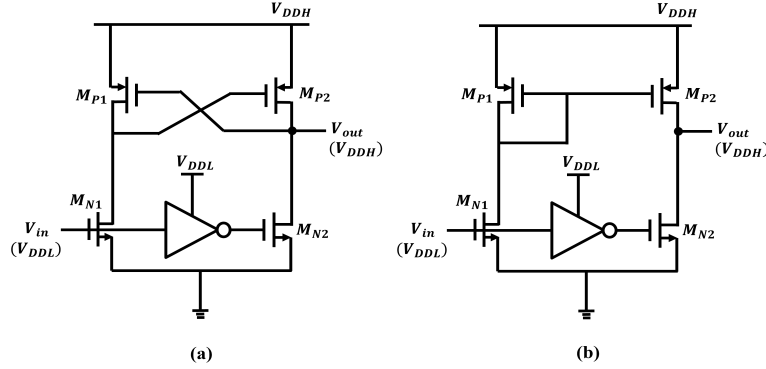 V_DDH V_DDH
M_P1 M_P2 M_P1 M_P2
V_out V_out
(V_DDH) (V_DDH)
V_DDL V_DDL
M_N1 M_N1
V_in M_N2 V_in M_N2
(V_DDL) (V_DDL)
(a) (b)